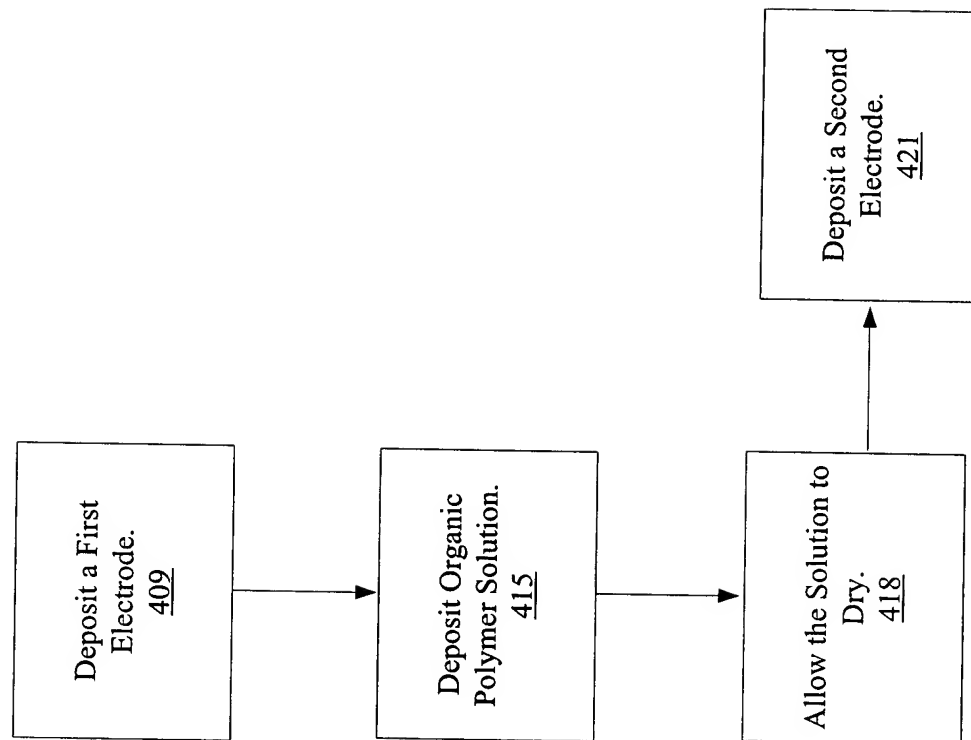 Deposit a First
Electrode.
409
Deposit Organic
Polymer Solution.
415
Allow the Solution to
Dry.
418
Deposit a Second
Electrode.
421